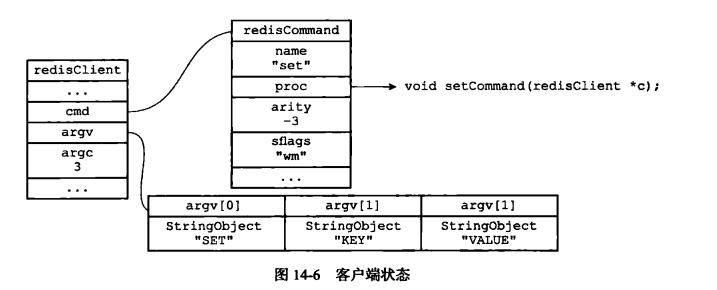 redisClient
...
cmd
argv
argc
3
...
redisCommand
name
"set"
proc
arity
-3
sflags
"wm"
...
void setCommand(redisClient *c);
argv[0]
argv[1]
argv[1]
StringObject
"SET"
StringObject
"KEY"
StringObject
"VALUE"
图 14-6 客户端状态